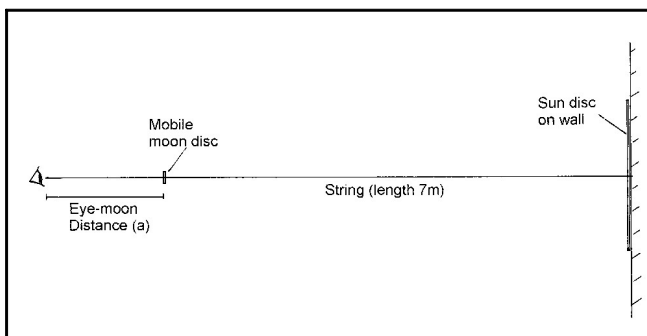 Mobile
moon disc
Sun disc
on wall
String (length 7m)
Eye-moon
Distance (a)